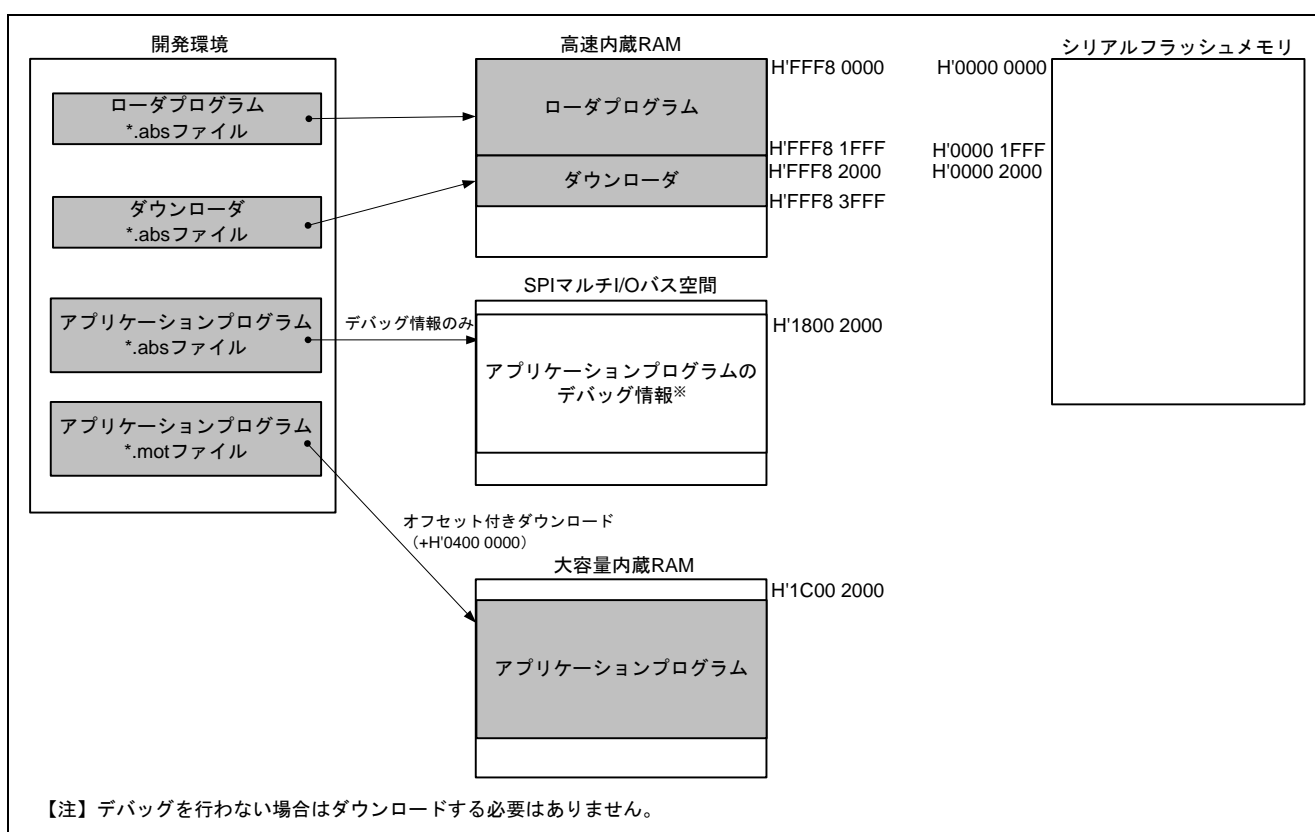 開発環境
ローダプログラム
*.absファイル
ダウンローダ
*.absファイル
アプリケーションプログラム
*.absファイル
アプリケーションプログラム
*.motファイル
デバッグ情報のみ
オフセット付きダウンロード
（+H'0400 0000）
高速内蔵RAM
ローダプログラム
ダウンローダ
H'FFF8 0000
H'FFF8 1FFF
H'FFF8 2000
H'FFF8 3FFF
SPIマルチI/Oバス空間
H'1800 2000
アプリケーションプログラムの
デバッグ情報※
大容量内蔵RAM
H'1C00 2000
アプリケーションプログラム
シリアルフラッシュメモリ
H'0000 0000
H'0000 1FFF
H'0000 2000
【注】デバッグを行わない場合はダウンロードする必要はありません。